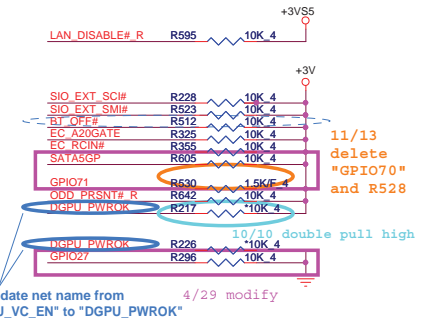 +3VS5
LAN_DISABLE#_R R595 10K_4
+3V
SIO_EXT_SCI# R228 10K_4
SIO_EXT_SMI# R523 10K_4
BT_OFF# R512 10K_4
EC_A20GATE R325 10K_4
EC_RCIN# R355 10K_4
SATA5GP R605 10K_4
11/13
delete
"GPIO70"
and R528
GPIO71 R530 1.5K/F_4
ODD_PRSNT#_R R642 10K_4
DGPU_PWROK R217 *10K_4
10/10 double pull high
DGPU_PWROK R226 *10K_4
GPIO27 R296 10K_4
date net name from 4/29 modify
U_VC_EN" to "DGPU_PWROK"